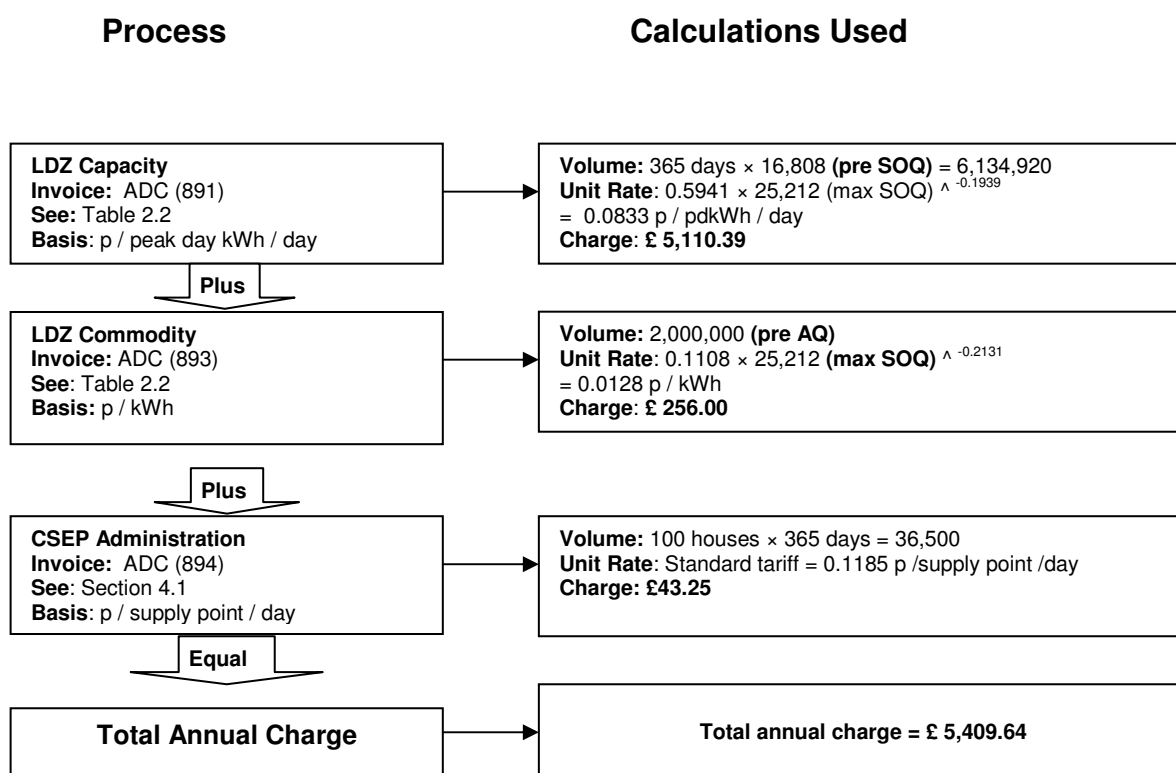 Process
Calculations Used
LDZ Capacity
Invoice: ADC (891)
See: Table 2.2
Basis: p / peak day kWh / day
Volume: 365 days × 16,808 (pre SOQ) = 6,134,920
Unit Rate: 0.5941 × 25,212 (max SOQ) ^ -0.1939
= 0.0833 p / pdkWh / day
Charge: £ 5,110.39
Plus
LDZ Commodity
Invoice: ADC (893)
See: Table 2.2
Basis: p / kWh
Volume: 2,000,000 (pre AQ)
Unit Rate: 0.1108 × 25,212 (max SOQ) ^ -0.2131
= 0.0128 p / kWh
Charge: £ 256.00
Plus
CSEP Administration
Invoice: ADC (894)
See: Section 4.1
Basis: p / supply point / day
Volume: 100 houses × 365 days = 36,500
Unit Rate: Standard tariff = 0.1185 p /supply point /day
Charge: £43.25
Equal
Total Annual Charge
Total annual charge = £ 5,409.64